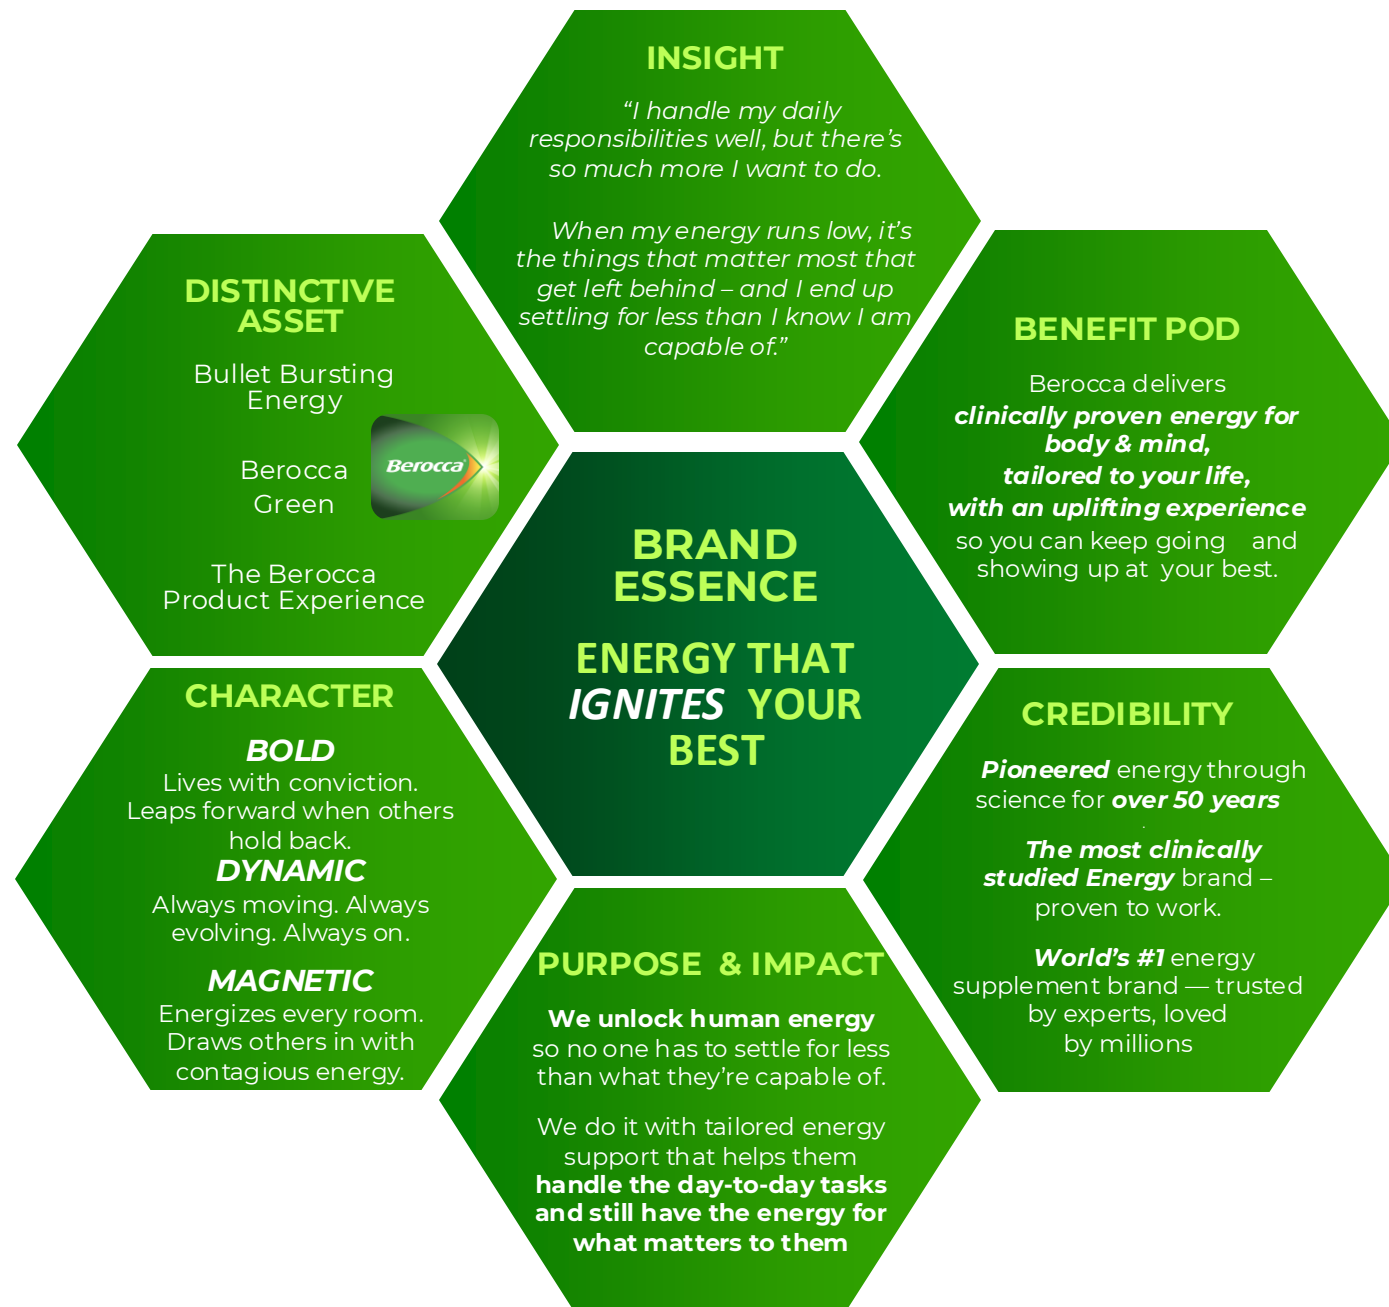 INSIGHT
“I handle my daily
responsibilities well, but there’s
so much more I want to do.
When my energy runs low, it’s
the things that matter most that
get left behind – and I end up
settling for less than I know I am
capable of.”
DISTINCTIVE
ASSET
Bullet Bursting
Energy
Berocca
Green
Berocca
The Berocca
Product Experience
BENEFIT POD
Berocca delivers
clinically proven energy for
body & mind,
tailored to your life,
with an uplifting experience
so you can keep going and
showing up at your best.
BRAND
ESSENCE
ENERGY THAT
IGNITES YOUR
BEST
CHARACTER
BOLD
Lives with conviction.
Leaps forward when others
hold back.
DYNAMIC
Always moving. Always
evolving. Always on.
MAGNETIC
Energizes every room.
Draws others in with
contagious energy.
CREDIBILITY
Pioneered energy through
science for over 50 years
.
The most clinically
studied Energy brand –
proven to work.
World’s #1 energy
supplement brand — trusted
by experts, loved
by millions
PURPOSE & IMPACT
We unlock human energy
so no one has to settle for less
than what they’re capable of.
We do it with tailored energy
support that helps them
handle the day-to-day tasks
and still have the energy for
what matters to them